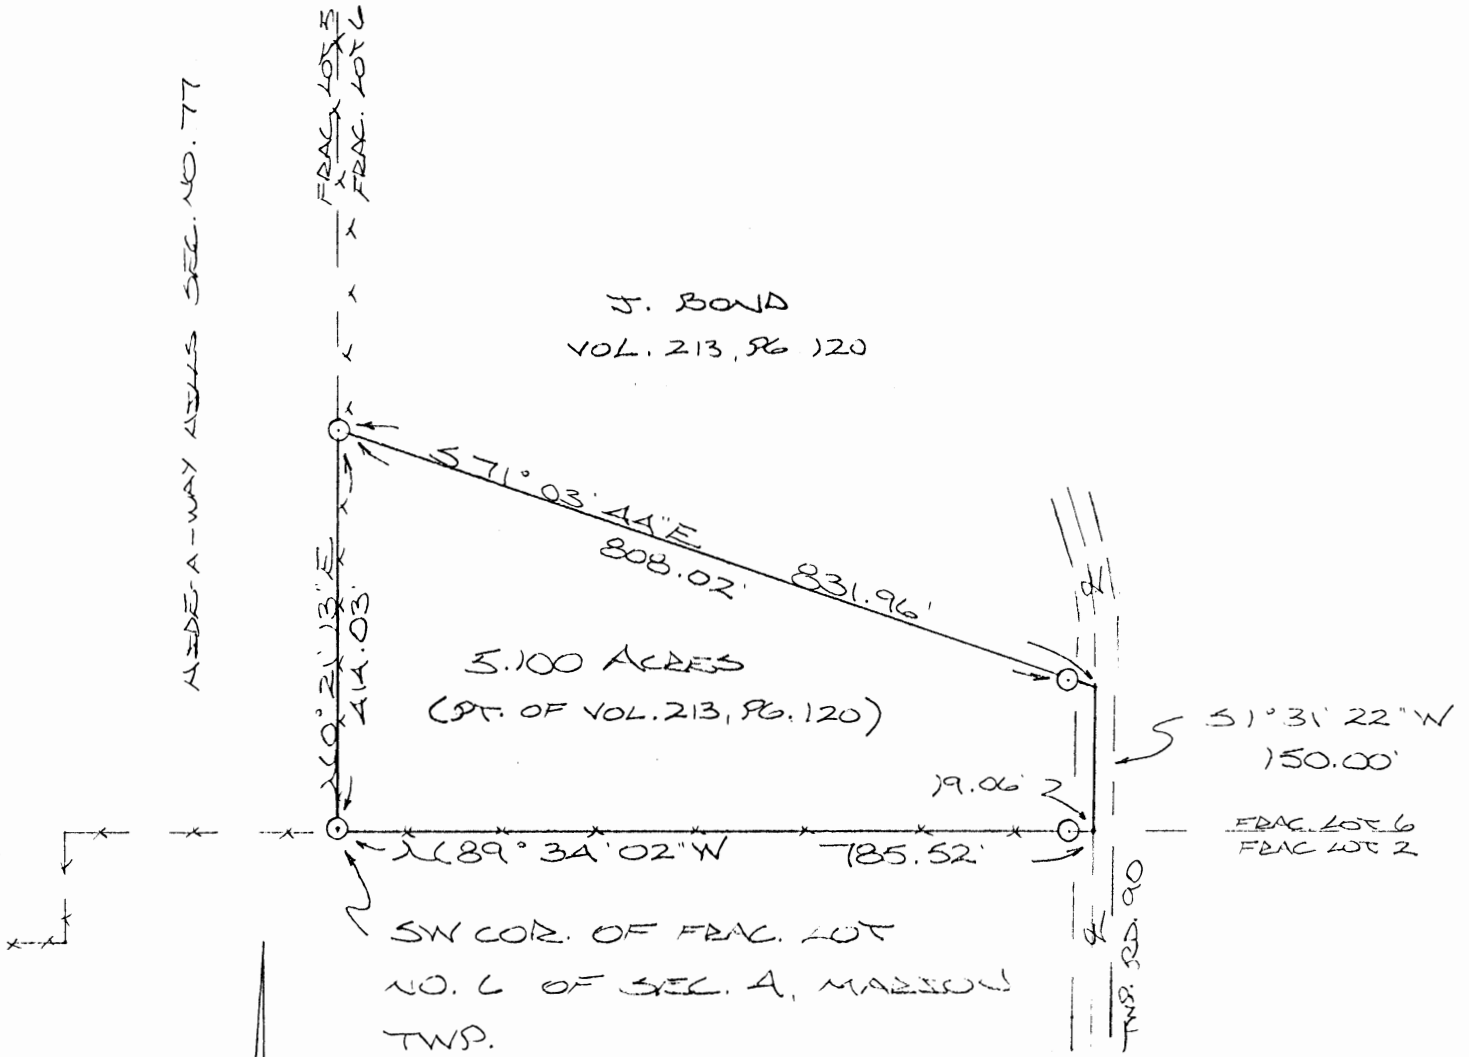 FRAC. LOT 5
FRAC. LOT 6
HIDE-A-WAY HILLS SEC. NO. 77
J. BOND
VOL. 213, PG. 120
S 71° 03' 44" E
808.02'
831.96'
N 0° 21' 13" E
414.03'
5.100 ACRES
(PT. OF VOL. 213, PG. 120)
S 1° 31' 22" W
150.00'
19.06'
FRAC. LOT 6
FRAC LOT 2
N 89° 34' 02" W
785.52'
TWP. RD. 90
SW COR. OF FRAC. LOT
NO. 6 OF SEC. 4, MARION
TWP.